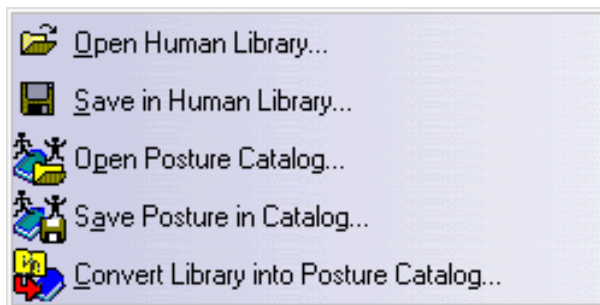 Open Human Library...
Save in Human Library...
Open Posture Catalog...
Save Posture in Catalog...
Convert Library into Posture Catalog...